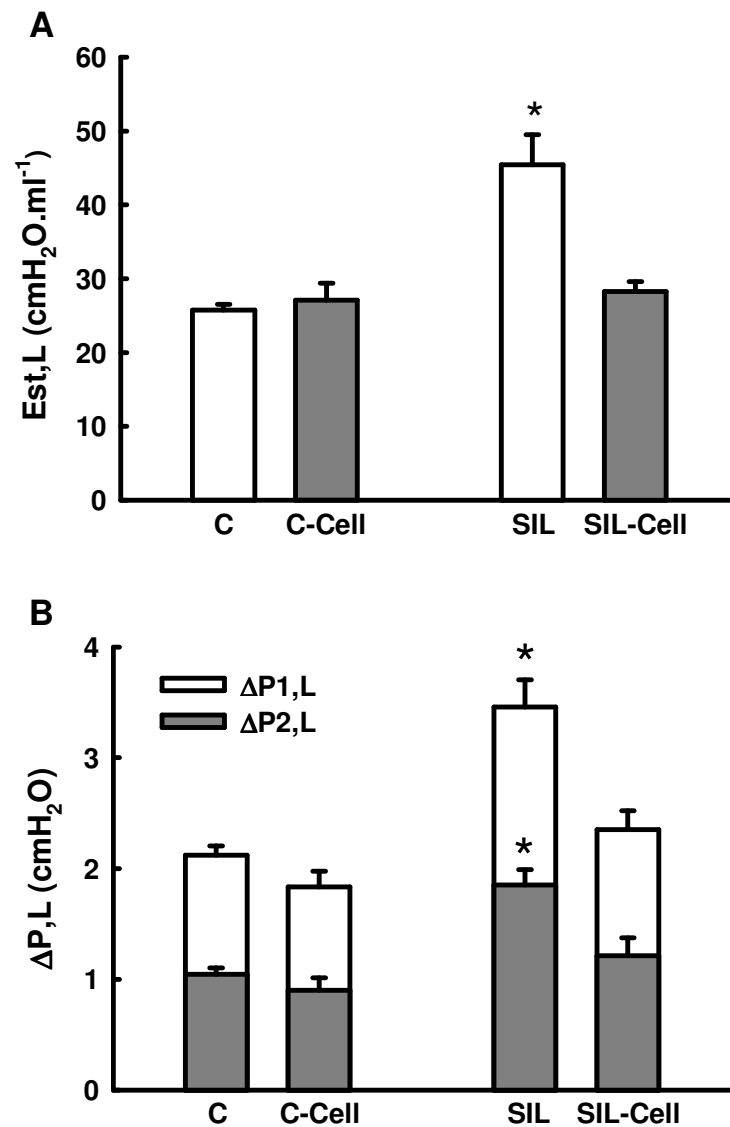 A
60
50
40
30
20
10
0
Est,L (cmH₂O.ml⁻¹)
*
C C-Cell SIL SIL-Cell
B
4
3
2
1
0
ΔP,L (cmH₂O)
ΔP1,L
ΔP2,L
*
*
C C-Cell SIL SIL-Cell